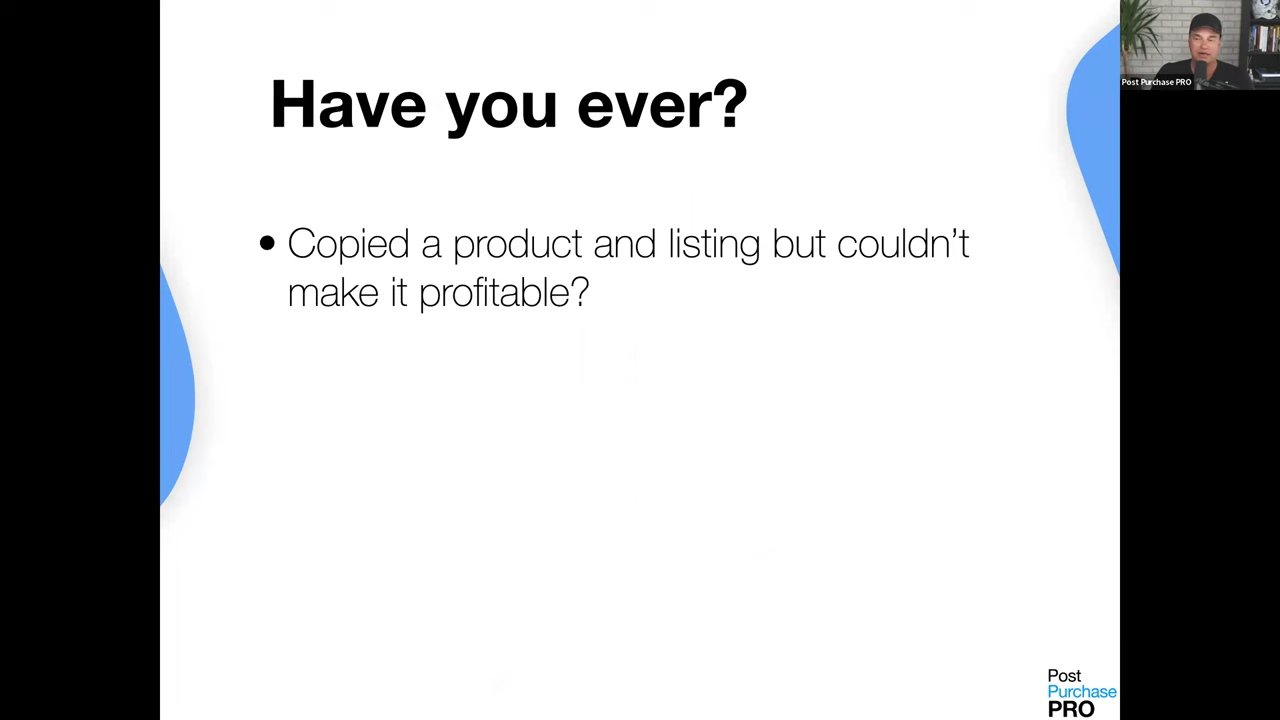 Have you ever?
• Copied a product and listing but couldn’t
make it profitable?
Post Purchase PRO
Post
Purchase
PRO